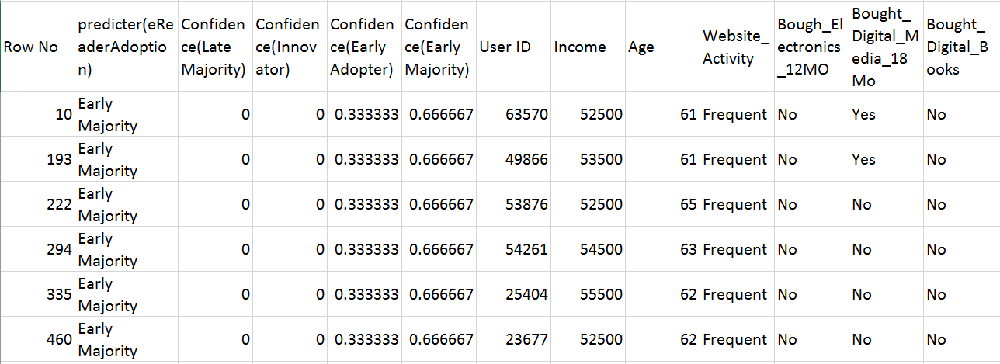 Row No predicter(eReaderAdoption) Confidence(Late Majority) Confidence(Innovator) Confidence(Early Adopter) Confidence(Early Majority) User ID Income Age Website_Activity Bough_Electronics_12MO Bought_Digital_Media_18Mo Bought_Digital_Books
10 Early Majority 0 0 0.333333 0.666667 63570 52500 61 Frequent No Yes No
193 Early Majority 0 0 0.333333 0.666667 49866 53500 61 Frequent No Yes No
222 Early Majority 0 0 0.333333 0.666667 53876 52500 65 Frequent No No No
294 Early Majority 0 0 0.333333 0.666667 54261 54500 63 Frequent No No No
335 Early Majority 0 0 0.333333 0.666667 25404 55500 62 Frequent No No No
460 Early Majority 0 0 0.333333 0.666667 23677 52500 62 Frequent No No No